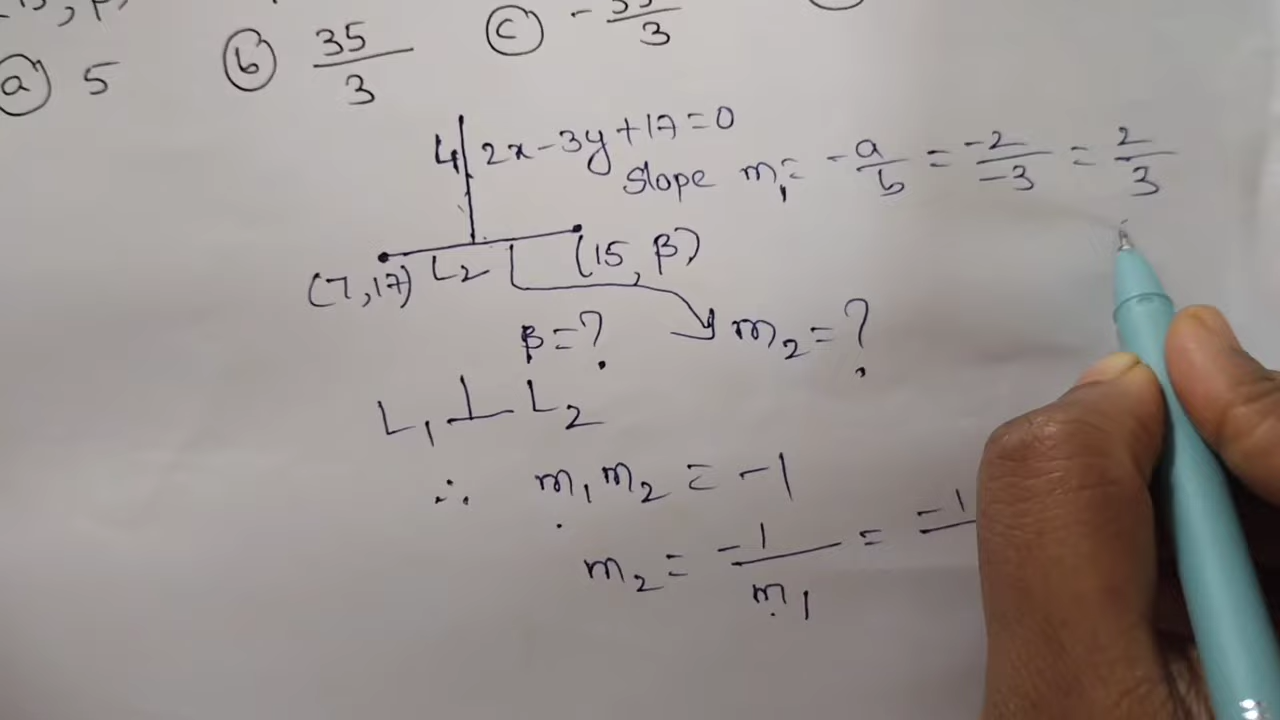 (a) 5 (b) 35/3 (c) -35/3
L1 2x-3y+17=0
Slope m₁ = -a/b = -2/-3 = 2/3
(7,17) L2 (15, β)
β=? m₂=?
L₁ ⊥ L₂
∴ m₁m₂ = -1
m₂ = -1/m₁ = -1